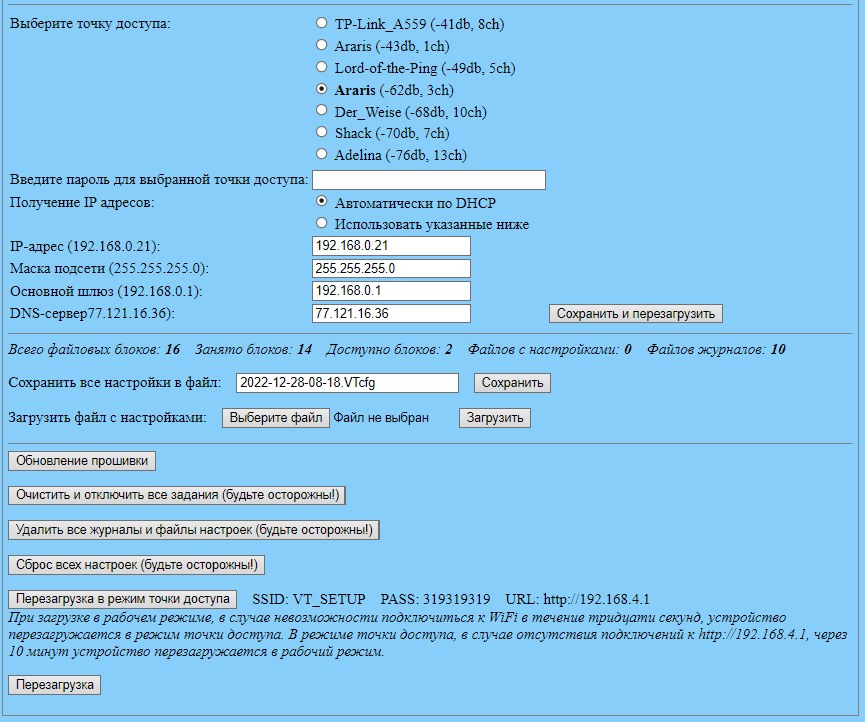 Выберите точку доступа: TP-Link_A559 (-41db, 8ch)
Araris (-43db, 1ch)
Lord-of-the-Ping (-49db, 5ch)
Araris (-62db, 3ch)
Der_Weise (-68db, 10ch)
Shack (-70db, 7ch)
Adelina (-76db, 13ch)
Введите пароль для выбранной точки доступа:
Получение IP адресов: Автоматически по DHCP
Использовать указанные ниже
IP-адрес (192.168.0.21): 192.168.0.21
Маска подсети (255.255.255.0): 255.255.255.0
Основной шлюз (192.168.0.1): 192.168.0.1
DNS-сервер77.121.16.36): 77.121.16.36 Сохранить и перезагрузить
Всего файловых блоков: 16 Занято блоков: 14 Доступно блоков: 2 Файлов с настройками: 0 Файлов журналов: 10
Сохранить все настройки в файл: 2022-12-28-08-18.VTcfg Сохранить
Загрузить файл с настройками: Выберите файл Файл не выбран Загрузить
Обновление прошивки
Очистить и отключить все задания (будьте осторожны!)
Удалить все журналы и файлы настроек (будьте осторожны!)
Сброс всех настроек (будьте осторожны!)
Перезагрузка в режим точки доступа SSID: VT_SETUP PASS: 319319319 URL: http://192.168.4.1
При загрузке в рабочем режиме, в случае невозможности подключиться к WiFi в течение тридцати секунд, устройство
перезагружается в режим точки доступа. В режиме точки доступа, в случае отсутствия подключений к http://192.168.4.1, через
10 минут устройство перезагружается в рабочий режим.
Перезагрузка